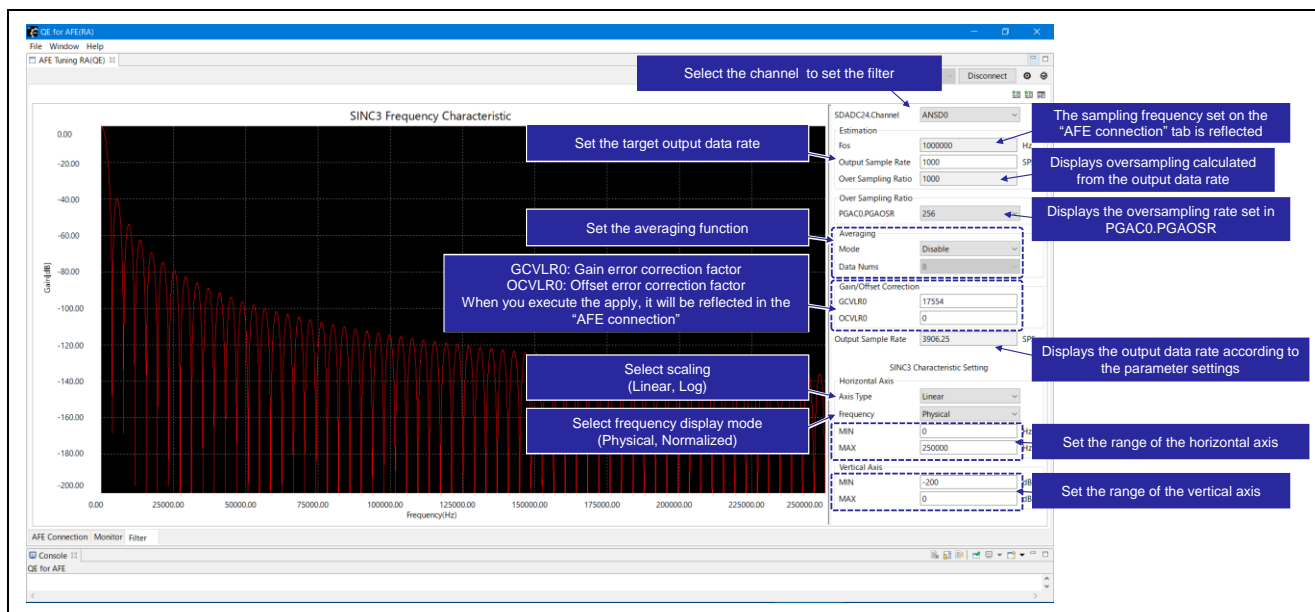 QE for AFE(RA)
File Window Help
AFE Tuning RA(QE)
Select the channel to set the filter
Disconnect
SINC3 Frequency Characteristic
SDADC24.Channel ANSD0
Estimation
Fos 1000000 Hz
Output Sample Rate 1000
Over Sampling Ratio 1000
Over Sampling Ratio
PGAC0.PGAOSR 256
Averaging
Mode Disable
Data Nums 8
Gain/Offset Correction
GCVLR0 17554
OCVLR0 0
Output Sample Rate 3906.25
SINC3 Characteristic Setting
Horizontal Axis
Axis Type Linear
Frequency Physical
MIN 0 Hz
MAX 250000 Hz
Vertical Axis
MIN -200 dB
MAX 0 dB
The sampling frequency set on the
“AFE connection” tab is reflected
Set the target output data rate
Displays oversampling calculated
from the output data rate
Displays the oversampling rate set in
PGAC0.PGAOSR
Set the averaging function
GCVLR0: Gain error correction factor
OCVLR0: Offset error correction factor
When you execute the apply, it will be reflected in the
“AFE connection”
Displays the output data rate according to
the parameter settings
Select scaling
(Linear, Log)
Select frequency display mode
(Physical, Normalized)
Set the range of the horizontal axis
Set the range of the vertical axis
Gain[dB]
0.00
-20.00
-40.00
-60.00
-80.00
-100.00
-120.00
-140.00
-160.00
-180.00
-200.00
0.00 25000.00 50000.00 75000.00 100000.00 125000.00 150000.00 175000.00 200000.00 225000.00 250000.00
Frequency(Hz)
AFE Connection Monitor Filter
Console
QE for AFE